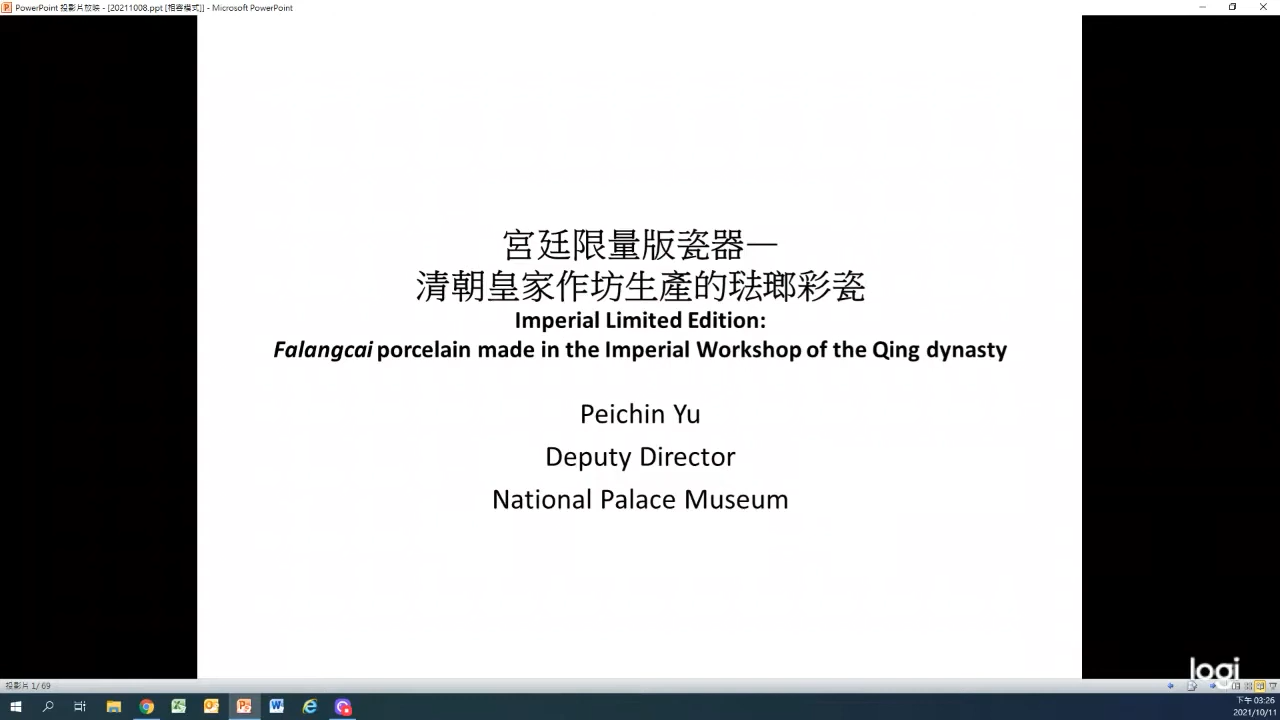 PowerPoint 投影片放映 - [20211008.ppt [相容模式]] - Microsoft PowerPoint
宮廷限量版瓷器—
清朝皇家作坊生產的琺瑯彩瓷
Imperial Limited Edition:
Falangcai porcelain made in the Imperial Workshop of the Qing dynasty
Peichin Yu
Deputy Director
National Palace Museum
logi
投影片 1/ 69
下午 03:26
2021/10/11